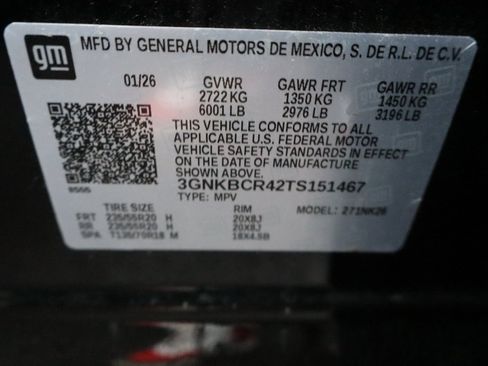 gm
MFD BY GENERAL MOTORS DE MEXICO, S. DE R.L. DE C.V.
01/26 GVWR GAWR FRT GAWR RR
2722 KG 1350 KG 1450 KG
6001 LB 2976 LB 3196 LB
THIS VEHICLE CONFORMS TO ALL
APPLICABLE U.S. FEDERAL MOTOR
VEHICLE SAFETY STANDARDS IN EFFECT
ON THE DATE OF MANUFACTURE
SHOWN ABOVE.
3GNKBCR42TS151467
TYPE: MPV MODEL: 271NK26
TIRE SIZE RIM
FRT 235/55R20 H 20X8J
RR 235/55R20 H 20X8J
SPA T135/70R18 M 18X4.5B